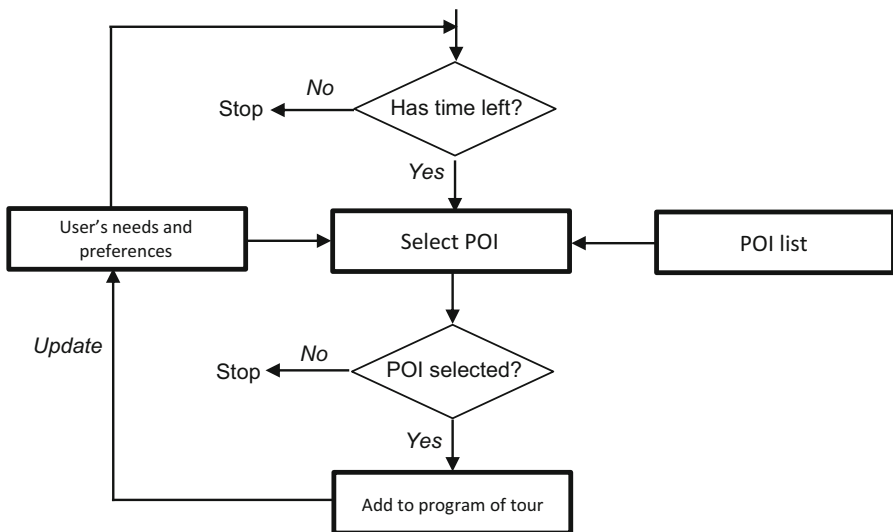 No
Stop
Has time left?
Yes
User’s needs and
preferences
Select POI
POI list
Update
No
Stop
POI selected?
Yes
Add to program of tour